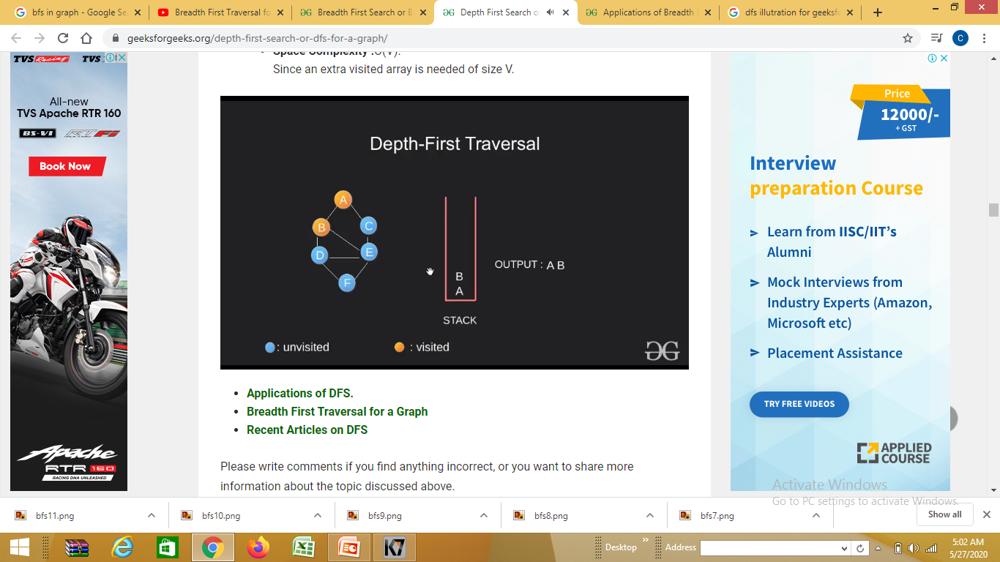 bfs in graph - Google Se
Breadth First Traversal fo
Breadth First Search or B
Depth First Search o
Applications of Breadth
dfs illutration for geeksfo
geeksforgeeks.org/depth-first-search-or-dfs-for-a-graph/
C
TVS Racing TVS
All-new
TVS Apache RTR 160
BS-VI RT-Fi
Book Now
Apache
RTR 160
RACING DNA UNLEASHED
Space Complexity :O(V).
Since an extra visited array is needed of size V.
Depth-First Traversal
A
B
C
D
E
F
B
A
STACK
OUTPUT : A B
: unvisited
: visited
Applications of DFS.
Breadth First Traversal for a Graph
Recent Articles on DFS
Please write comments if you find anything incorrect, or you want to share more
information about the topic discussed above.
Price
12000/-
+ GST
Interview
preparation Course
Learn from IISC/IIT's
Alumni
Mock Interviews from
Industry Experts (Amazon,
Microsoft etc)
Placement Assistance
TRY FREE VIDEOS
APPLIED
COURSE
Activate Windows
Go to PC settings to activate Windows.
bfs11.png
bfs10.png
bfs9.png
bfs8.png
bfs7.png
Show all
K7
Desktop
Address
5:02 AM
5/27/2020